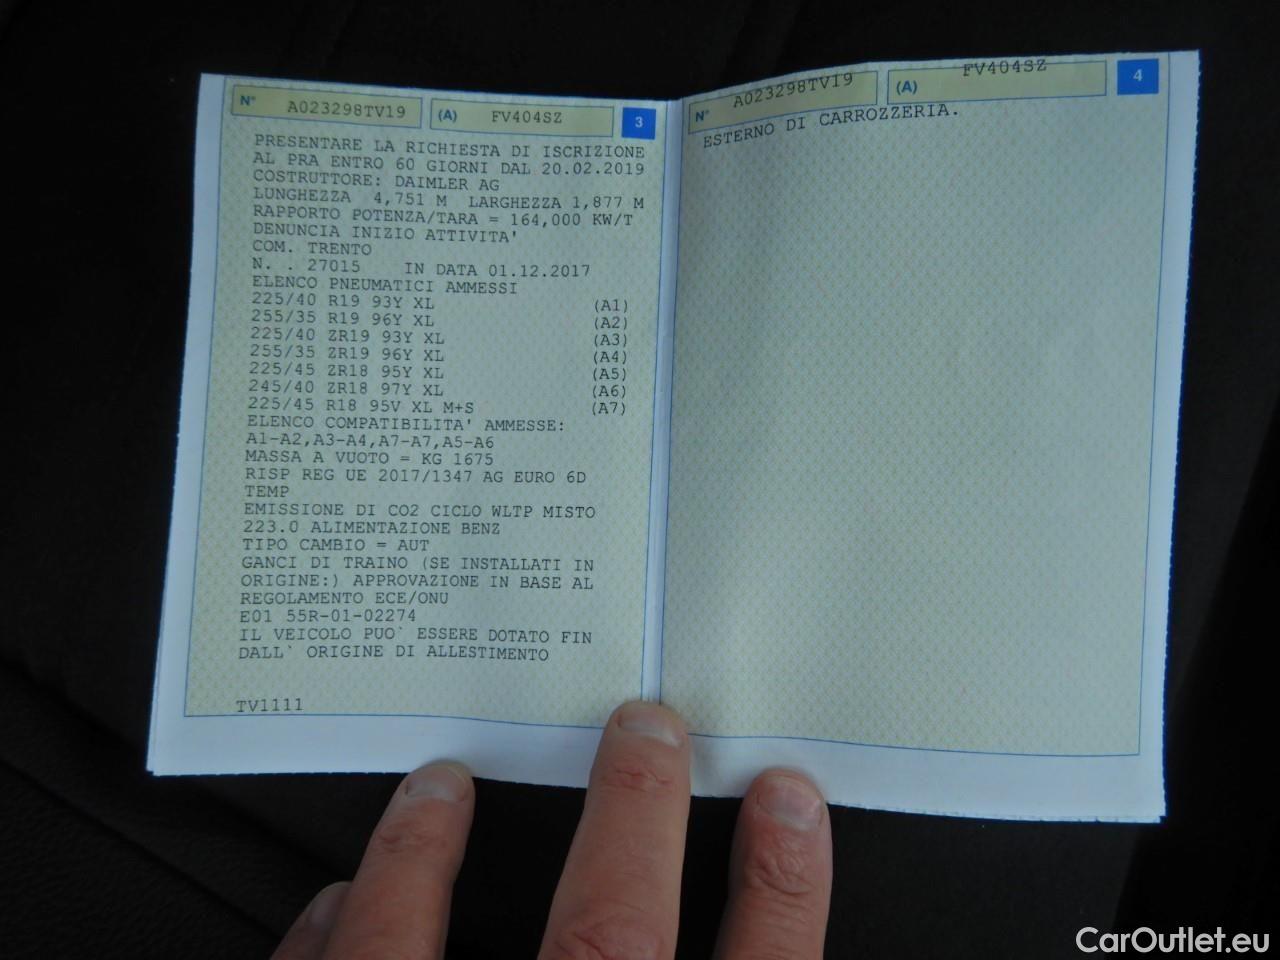 N° A023298TV19 (A) FV404SZ 3
PRESENTARE LA RICHIESTA DI ISCRIZIONE
AL PRA ENTRO 60 GIORNI DAL 20.02.2019
COSTRUTTORE: DAIMLER AG
LUNGHEZZA 4,751 M LARGHEZZA 1,877 M
RAPPORTO POTENZA/TARA = 164,000 KW/T
DENUNCIA INIZIO ATTIVITA'
COM. TRENTO
N. . 27015 IN DATA 01.12.2017
ELENCO PNEUMATICI AMMESSI
225/40 R19 93Y XL (A1)
255/35 R19 96Y XL (A2)
225/40 ZR19 93Y XL (A3)
255/35 ZR19 96Y XL (A4)
225/45 ZR18 95Y XL (A5)
245/40 ZR18 97Y XL (A6)
225/45 R18 95V XL M+S (A7)
ELENCO COMPATIBILITA' AMMESSE:
A1-A2,A3-A4,A7-A7,A5-A6
MASSA A VUOTO = KG 1675
RISP REG UE 2017/1347 AG EURO 6D
TEMP
EMISSIONE DI CO2 CICLO WLTP MISTO
223.0 ALIMENTAZIONE BENZ
TIPO CAMBIO = AUT
GANCI DI TRAINO (SE INSTALLATI IN
ORIGINE:) APPROVAZIONE IN BASE AL
REGOLAMENTO ECE/ONU
E01 55R-01-02274
IL VEICOLO PUO` ESSERE DOTATO FIN
DALL` ORIGINE DI ALLESTIMENTO
TV1111
N° A023298TV19 (A) FV404SZ 4
ESTERNO DI CARROZZERIA.
CarOutlet.eu